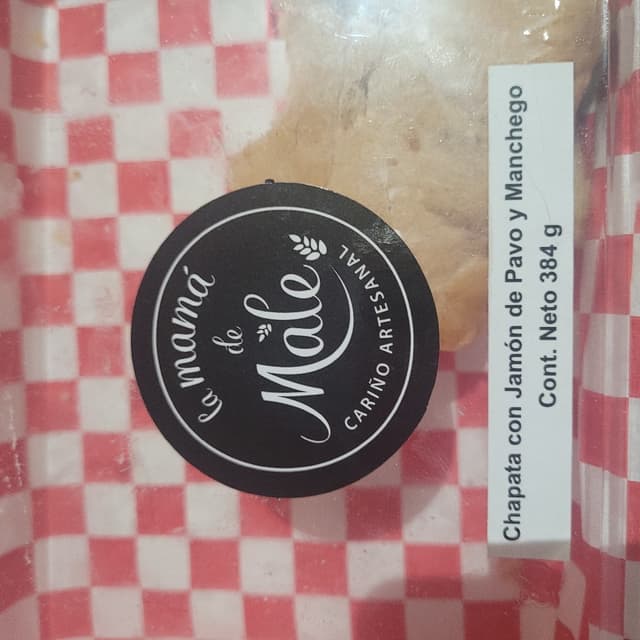 la mamá
de
Male
CARIÑO ARTESANAL
Chapata con Jamón de Pavo y Manchego
Cont. Neto 384 g